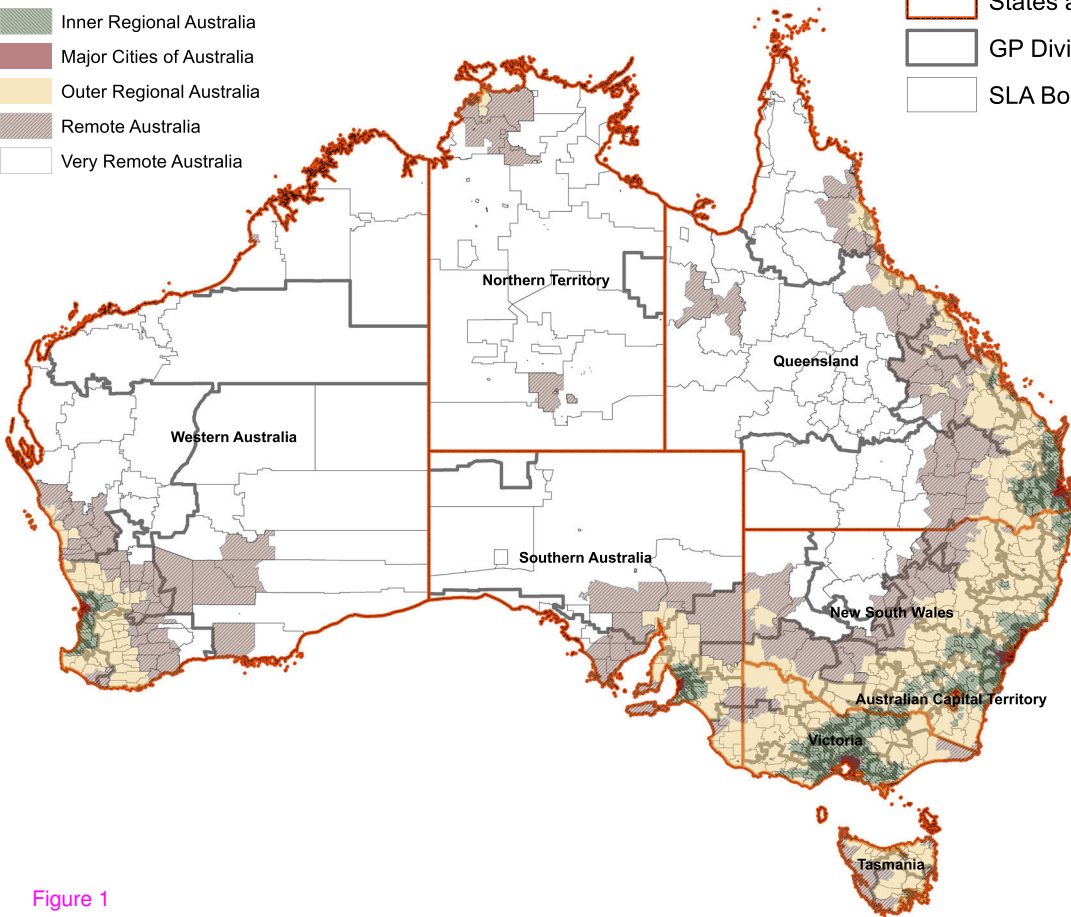 Inner Regional Australia
Major Cities of Australia
Outer Regional Australia
Remote Australia
Very Remote Australia
States a
GP Divi
SLA Bo
Northern Territory
Queensland
Western Australia
Southern Australia
New South Wales
Australian Capital Territory
Victoria
Tasmania
Figure 1